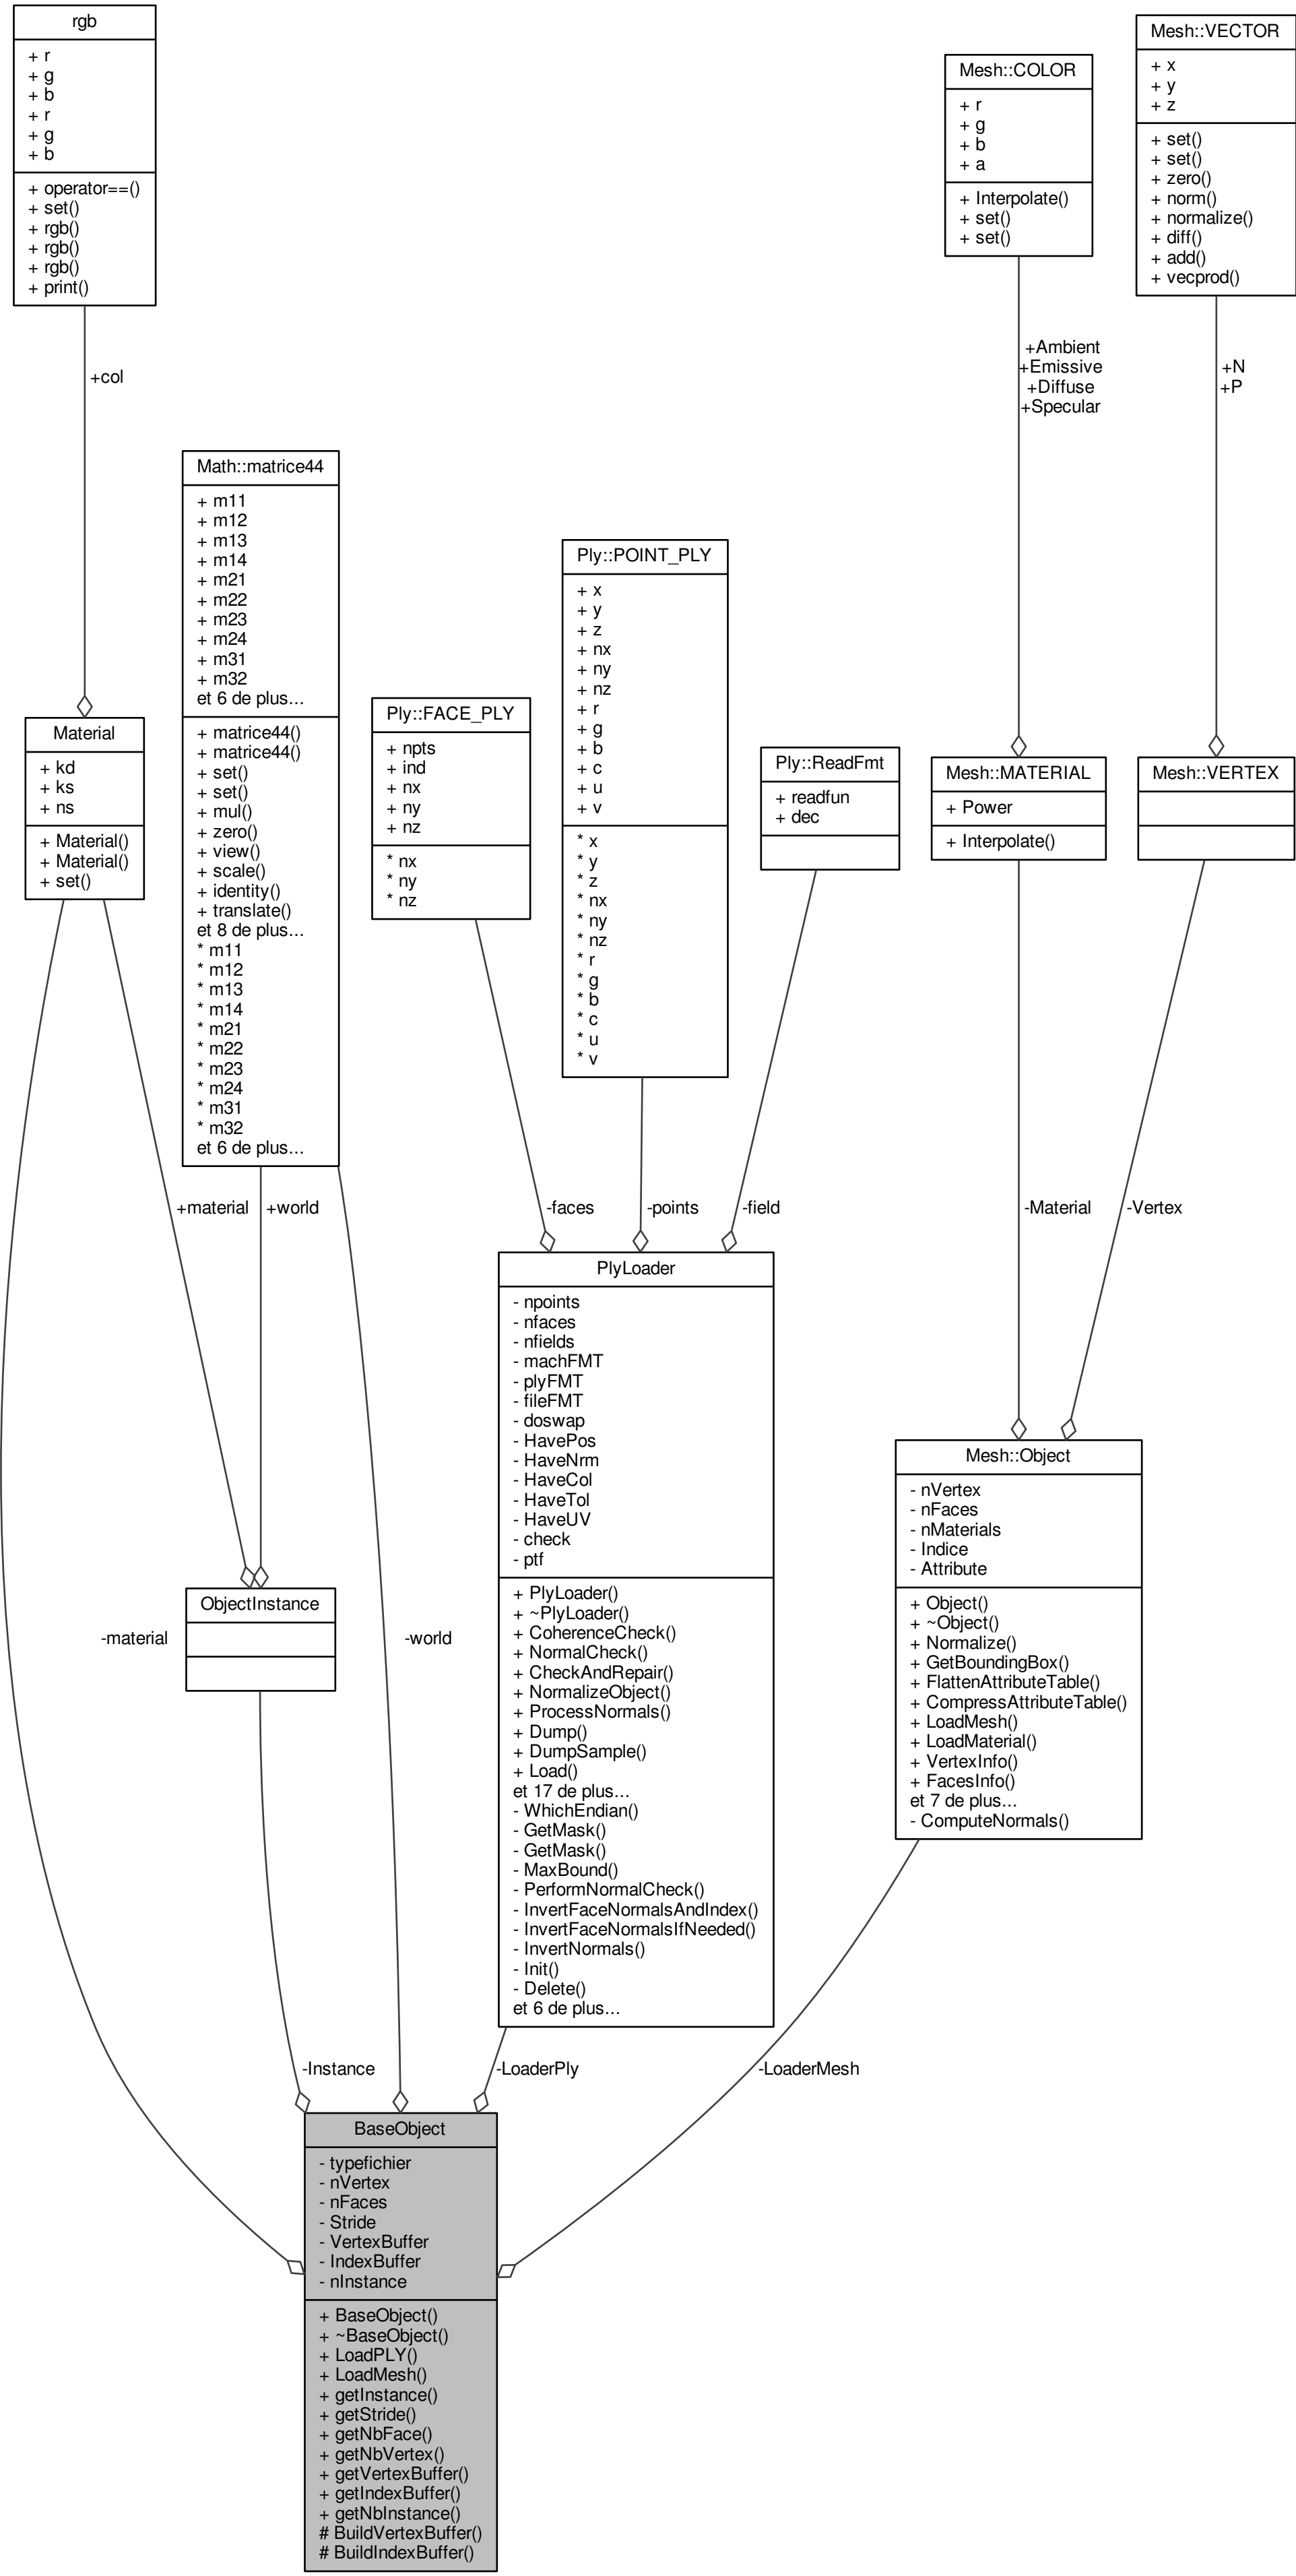 rgb
+ r
+ g
+ b
+ r
+ g
+ b
+ operator==()
+ set()
+ rgb()
+ rgb()
+ rgb()
+ print()
Mesh::COLOR
+ r
+ g
+ b
+ a
+ Interpolate()
+ set()
+ set()
Mesh::VECTOR
+ x
+ y
+ z
+ set()
+ set()
+ zero()
+ norm()
+ normalize()
+ diff()
+ add()
+ vecprod()
+col
+Ambient
+Emissive
+Diffuse
+Specular
+N
+P
Material
+ kd
+ ks
+ ns
+ Material()
+ Material()
+ set()
Math::matrice44
+ m11
+ m12
+ m13
+ m14
+ m21
+ m22
+ m23
+ m24
+ m31
+ m32
et 6 de plus...
+ matrice44()
+ matrice44()
+ set()
+ set()
+ mul()
+ zero()
+ view()
+ scale()
+ identity()
+ translate()
et 8 de plus...
* m11
* m12
* m13
* m14
* m21
* m22
* m23
* m24
* m31
* m32
et 6 de plus...
Ply::FACE_PLY
+ npts
+ ind
+ nx
+ ny
+ nz
* nx
* ny
* nz
Ply::POINT_PLY
+ x
+ y
+ z
+ nx
+ ny
+ nz
+ r
+ g
+ b
+ c
+ u
+ v
* x
* y
* z
* nx
* ny
* nz
* r
* g
* b
* c
* u
* v
Ply::ReadFmt
+ readfun
+ dec
Mesh::MATERIAL
+ Power
+ Interpolate()
Mesh::VERTEX
+material
+world
-faces
-points
-field
-Material
-Vertex
PlyLoader
- npoints
- nfaces
- nfields
- machFMT
- plyFMT
- fileFMT
- doswap
- HavePos
- HaveNrm
- HaveCol
- HaveTol
- HaveUV
- check
- ptf
+ PlyLoader()
+ ~PlyLoader()
+ CoherenceCheck()
+ NormalCheck()
+ CheckAndRepair()
+ NormalizeObject()
+ ProcessNormals()
+ Dump()
+ DumpSample()
+ Load()
et 17 de plus...
- WhichEndian()
- GetMask()
- GetMask()
- MaxBound()
- PerformNormalCheck()
- InvertFaceNormalsAndIndex()
- InvertFaceNormalsIfNeeded()
- InvertNormals()
- Init()
- Delete()
et 6 de plus...
Mesh::Object
- nVertex
- nFaces
- nMaterials
- Indice
- Attribute
+ Object()
+ ~Object()
+ Normalize()
+ GetBoundingBox()
+ FlattenAttributeTable()
+ CompressAttributeTable()
+ LoadMesh()
+ LoadMaterial()
+ VertexInfo()
+ FacesInfo()
et 7 de plus...
- ComputeNormals()
ObjectInstance
-material
-world
-Instance
-LoaderPly
-LoaderMesh
BaseObject
- typefichier
- nVertex
- nFaces
- Stride
- VertexBuffer
- IndexBuffer
- nInstance
+ BaseObject()
+ ~BaseObject()
+ LoadPLY()
+ LoadMesh()
+ getInstance()
+ getStride()
+ getNbFace()
+ getNbVertex()
+ getVertexBuffer()
+ getIndexBuffer()
+ getNbInstance()
# BuildVertexBuffer()
# BuildIndexBuffer()